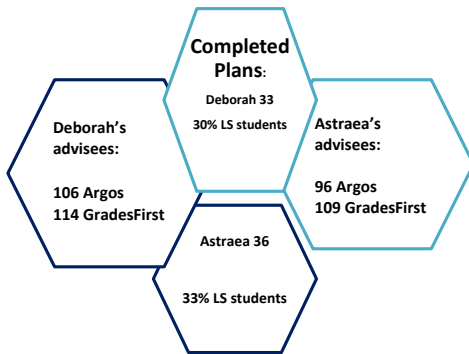 Completed
Plans:
Deborah 33
30% LS students
Deborah's
advisees:
106 Argos
114 GradesFirst
Astraea's
advisees:
96 Argos
109 GradesFirst
Astraea 36
33% LS students